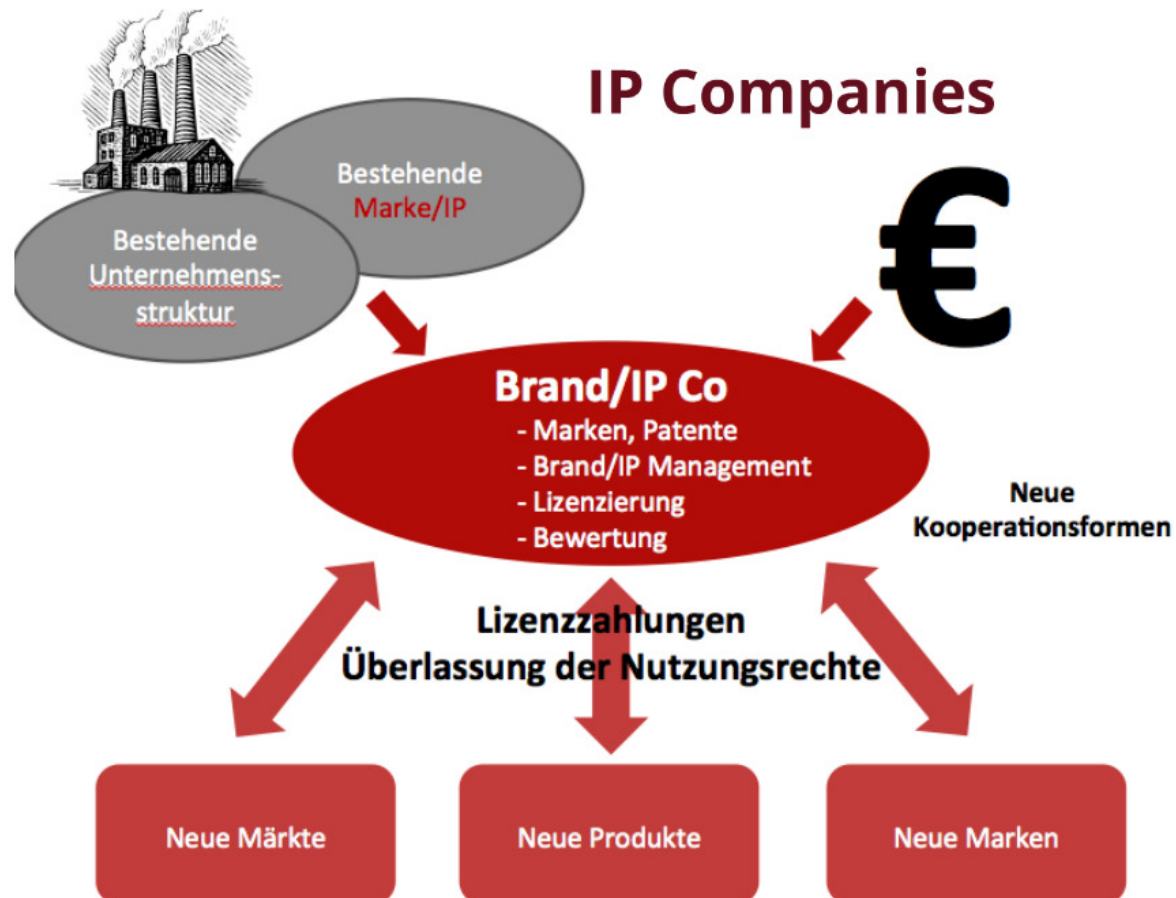 IP Companies
Bestehende
Marke/IP
Bestehende
Unternehmens-
struktur
€
Brand/IP Co
- Marken, Patente
- Brand/IP Management
- Lizenzierung
- Bewertung
Neue
Kooperationsformen
Lizenzzahlungen
Überlassung der Nutzungsrechte
Neue Märkte
Neue Produkte
Neue Marken